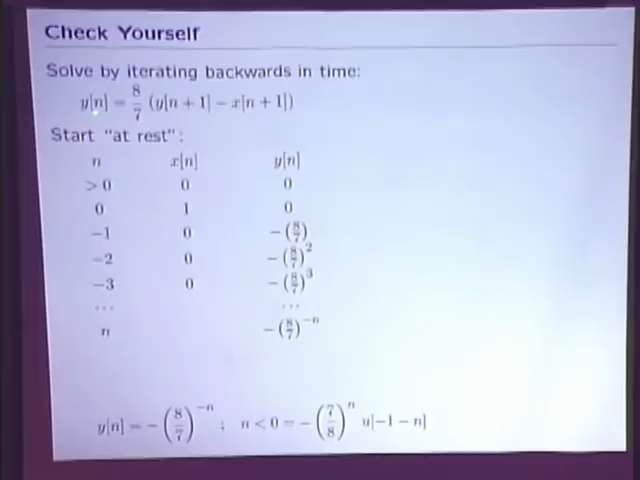 Check Yourself
Solve by iterating backwards in time:
y[n] = 8/7 (y[n + 1] − x[n + 1])
Start "at rest":
n x[n] y[n]
> 0 0 0
0 1 0
−1 0 −(8/7)
−2 0 −(8/7)^2
−3 0 −(8/7)^3
... ...
n −(8/7)^−n
y[n] = −(8/7)^−n ; n < 0 = −(7/8)^n u[−1 − n]